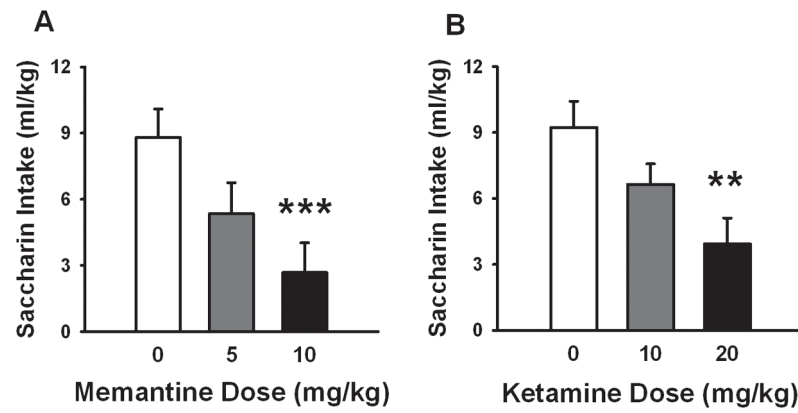 A
Saccharin Intake (ml/kg)
12
9
6
3
0
***
0 5 10
Memantine Dose (mg/kg)
B
Saccharin Intake (ml/kg)
12
9
6
3
0
**
0 10 20
Ketamine Dose (mg/kg)